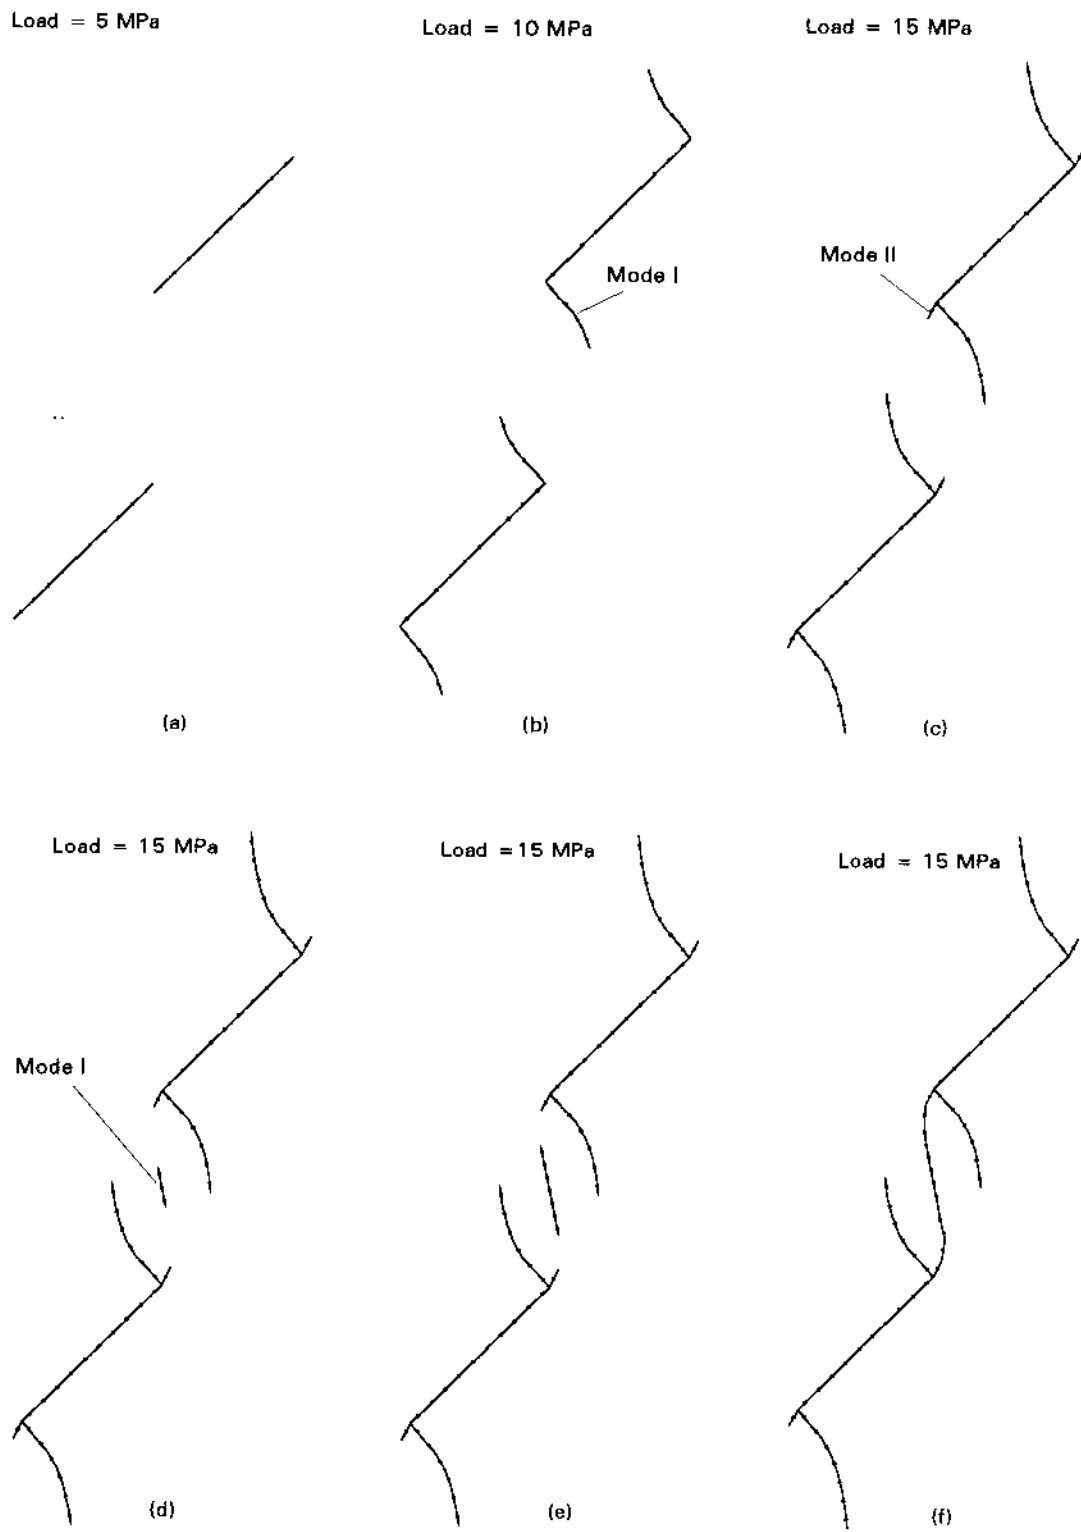 Load = 5 MPa
Load = 10 MPa
Load = 15 MPa
Mode I
Mode II
(a)
(b)
(c)
Load = 15 MPa
Load =15 MPa
Load = 15 MPa
Mode I
(d)
(e)
(f)